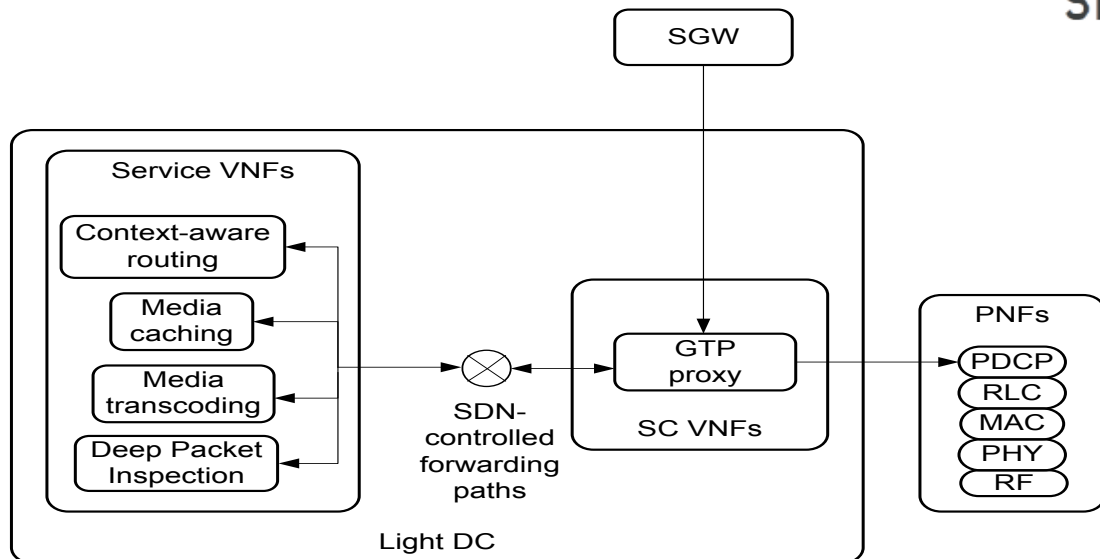 SGW
Service VNFs
Context-aware
routing
Media
caching
Media
transcoding
Deep Packet
Inspection
SDN-
controlled
forwarding
paths
GTP
proxy
SC VNFs
PNFs
PDCP
RLC
MAC
PHY
RF
Light DC